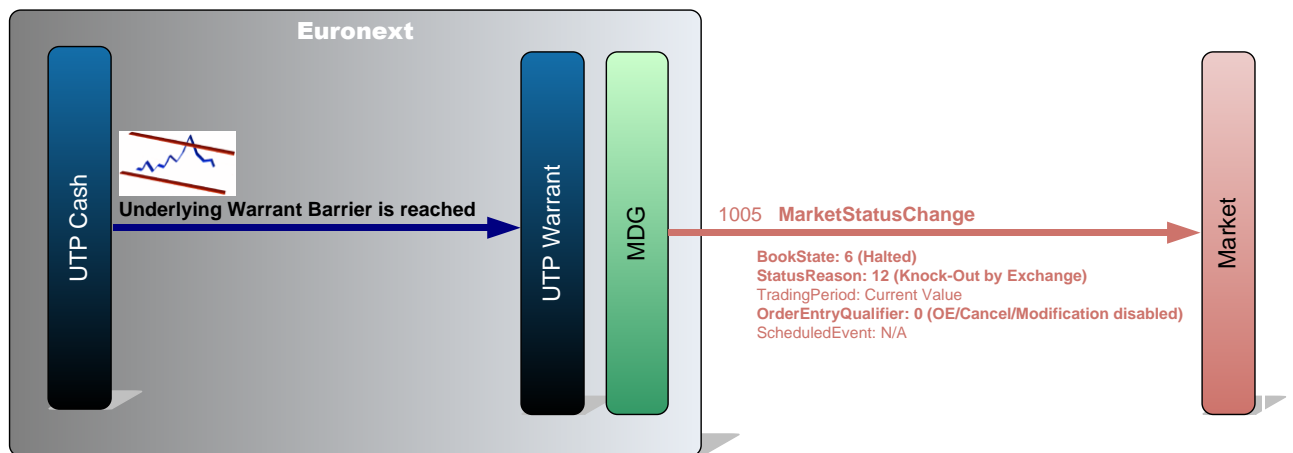 Euronext
UTP Cash
Underlying Warrant Barrier is reached
UTP Warrant
MDG
1005 MarketStatusChange
BookState: 6 (Halted)
StatusReason: 12 (Knock-Out by Exchange)
TradingPeriod: Current Value
OrderEntryQualifier: 0 (OE/Cancel/Modification disabled)
ScheduledEvent: N/A
Market